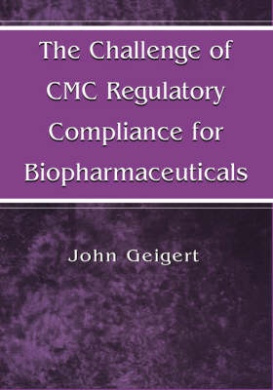 The Challenge of
CMC Regulatory
Compliance for
Biopharmaceuticals
John Geigert